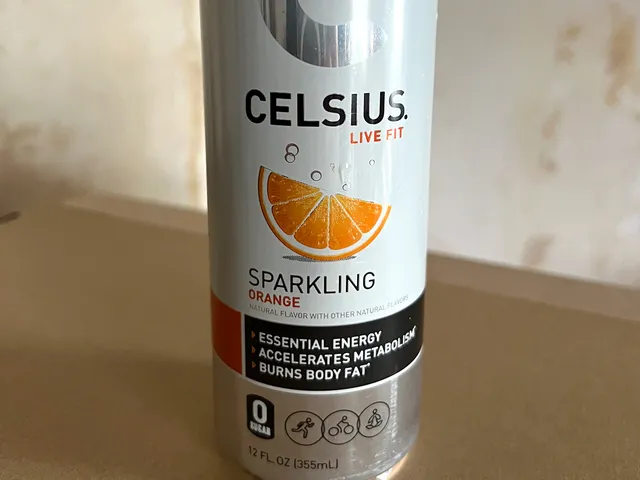 CELSIUS.
LIVE FIT
SPARKLING
ORANGE
NATURAL FLAVOR WITH OTHER NATURAL FLAVORS
ESSENTIAL ENERGY
ACCELERATES METABOLISM*
BURNS BODY FAT*
0
SUGAR
12 FL. OZ (355mL)